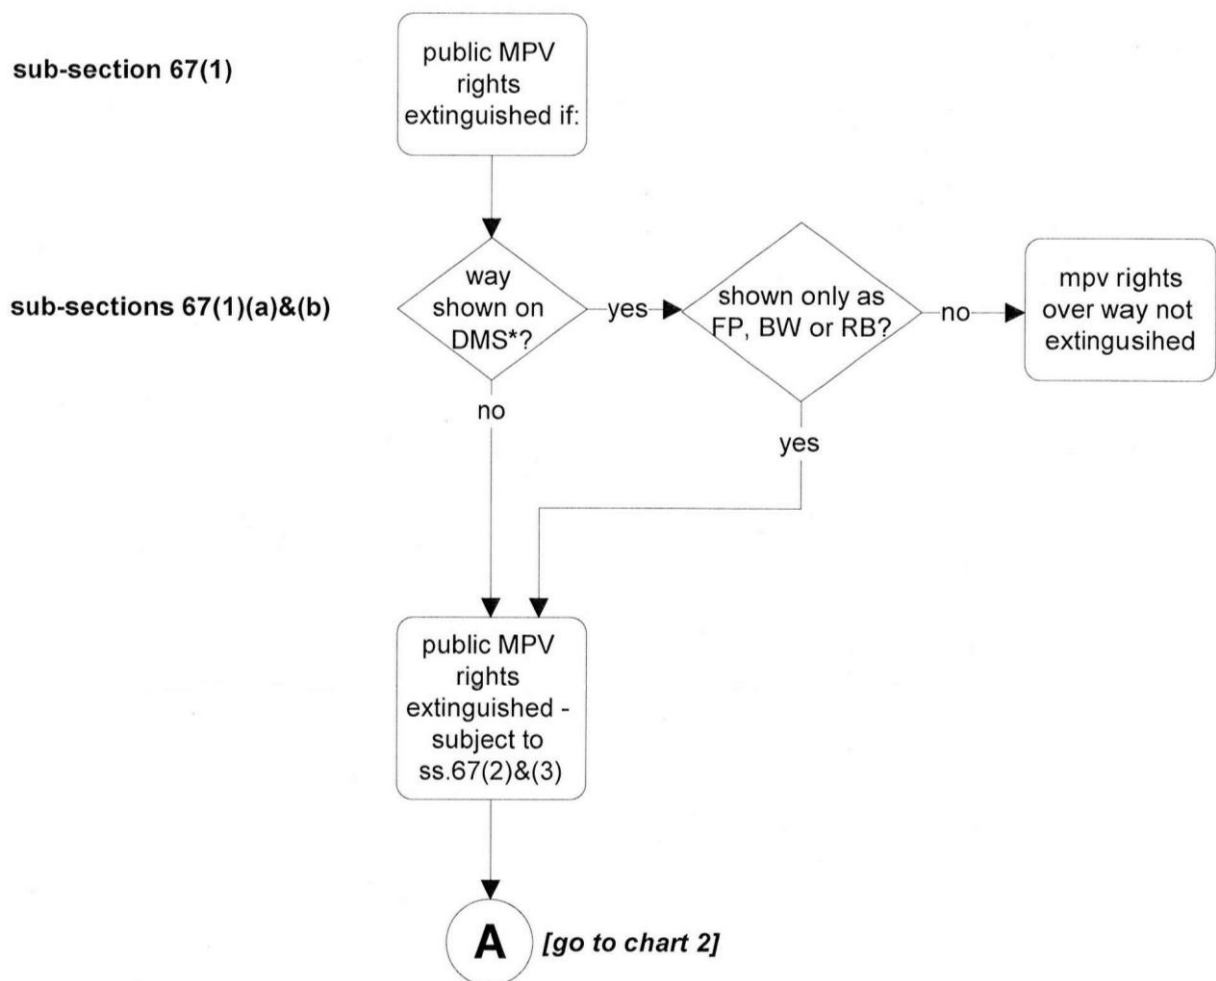 sub-section 67(1)
public MPV
rights
extinguished if:
sub-sections 67(1)(a)&(b)
way
shown on
DMS*?
yes
shown only as
FP, BW or RB?
no
mpv rights
over way not
extingusihed
no
yes
public MPV
rights
extinguished -
subject to
ss.67(2)&(3)
A
[go to chart 2]